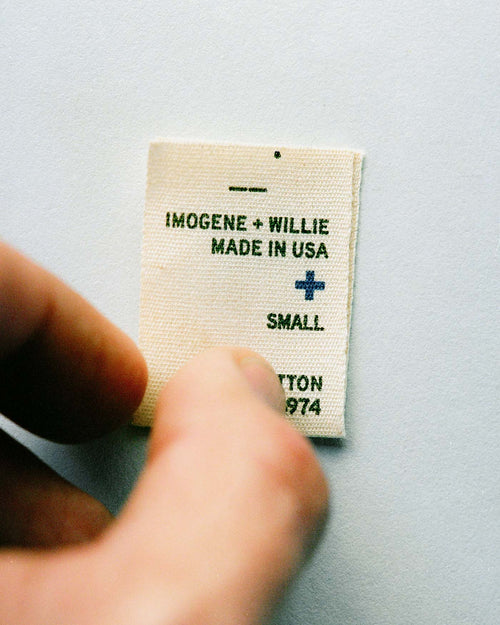 IMOGENE + WILLIE
MADE IN USA
+
SMALL
TTON
974